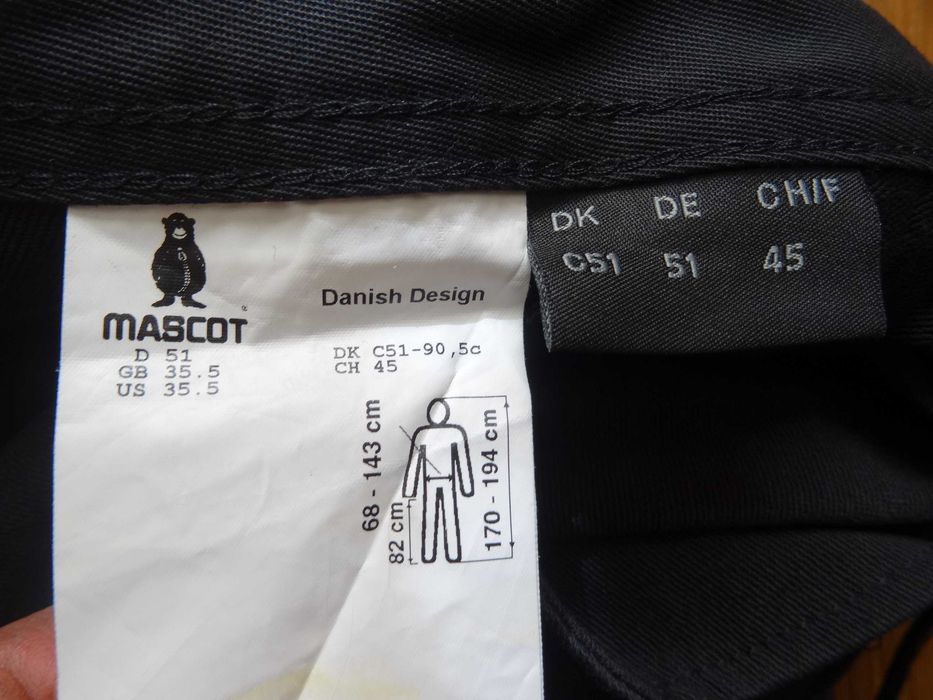 MASCOT
®
Danish Design
D 51
GB 35.5
US 35.5
DK C51-90,5c
CH 45
68 - 143 cm
82 cm
170 - 194 cm
DK DE CH/F
C51 51 45